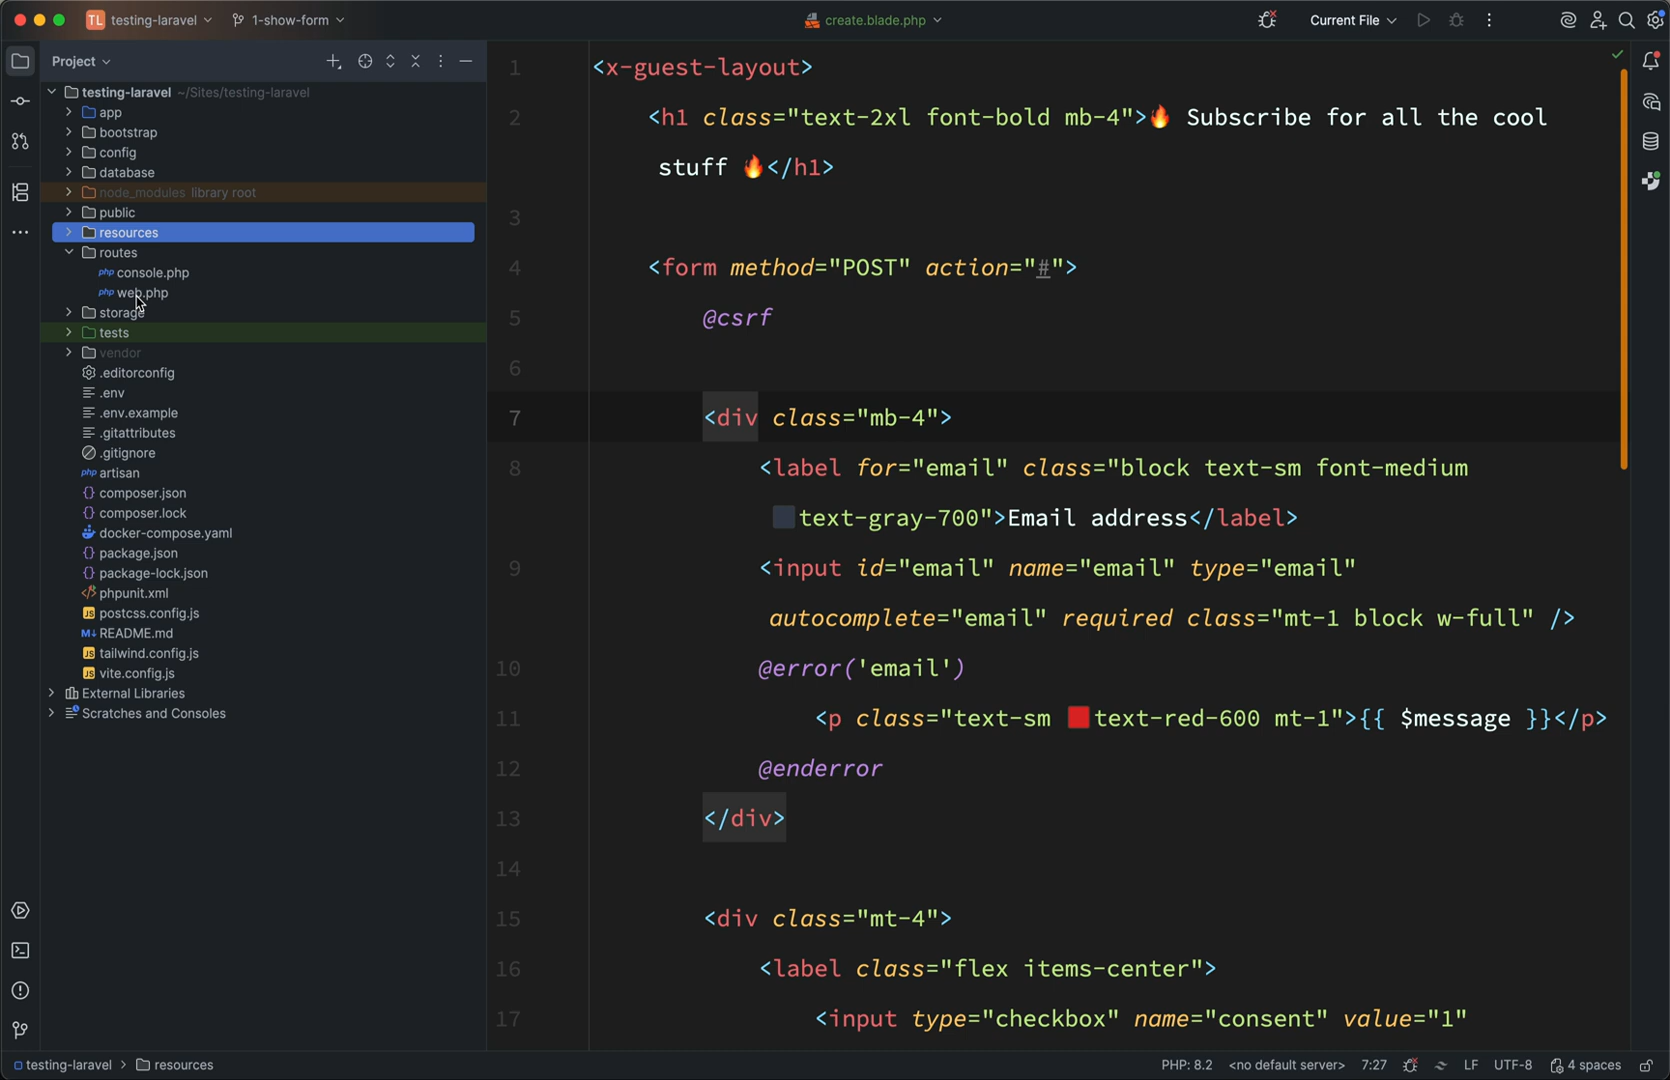 TL testing-laravel
1-show-form
create.blade.php
Current File
Project
testing-laravel ~/Sites/testing-laravel
app
bootstrap
config
database
node_modules library root
public
resources
routes
php console.php
php web.php
storage
tests
vendor
.editorconfig
.env
.env.example
.gitattributes
.gitignore
php artisan
{} composer.json
{} composer.lock
docker-compose.yaml
{} package.json
{} package-lock.json
</> phpunit.xml
JS postcss.config.js
M↓ README.md
JS tailwind.config.js
JS vite.config.js
External Libraries
Scratches and Consoles
1 <x-guest-layout>
2 <h1 class="text-2xl font-bold mb-4">🔥 Subscribe for all the cool
stuff 🔥</h1>
3
4 <form method="POST" action="#">
5 @csrf
6
7 <div class="mb-4">
8 <label for="email" class="block text-sm font-medium
text-gray-700">Email address</label>
9 <input id="email" name="email" type="email"
autocomplete="email" required class="mt-1 block w-full" />
10 @error('email')
11 <p class="text-sm text-red-600 mt-1">{{ $message }}</p>
12 @enderror
13 </div>
14
15 <div class="mt-4">
16 <label class="flex items-center">
17 <input type="checkbox" name="consent" value="1"
testing-laravel > resources
PHP: 8.2 <no default server> 7:27 LF UTF-8 4 spaces